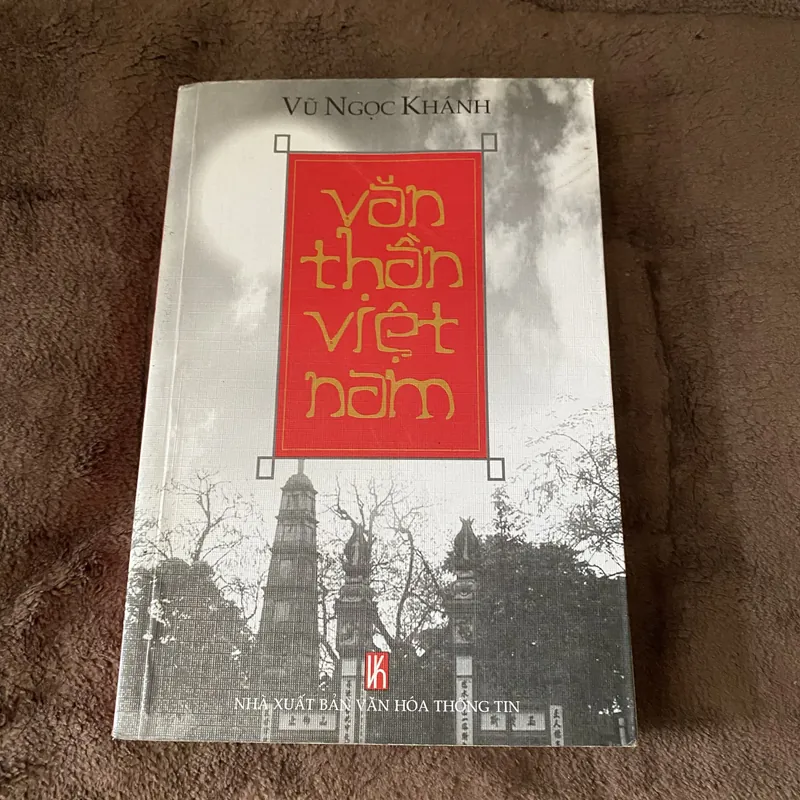 VŨ NGỌC KHÁNH
văn
thần
việt
nam
NHÀ XUẤT BẢN VĂN HÓA THÔNG TIN